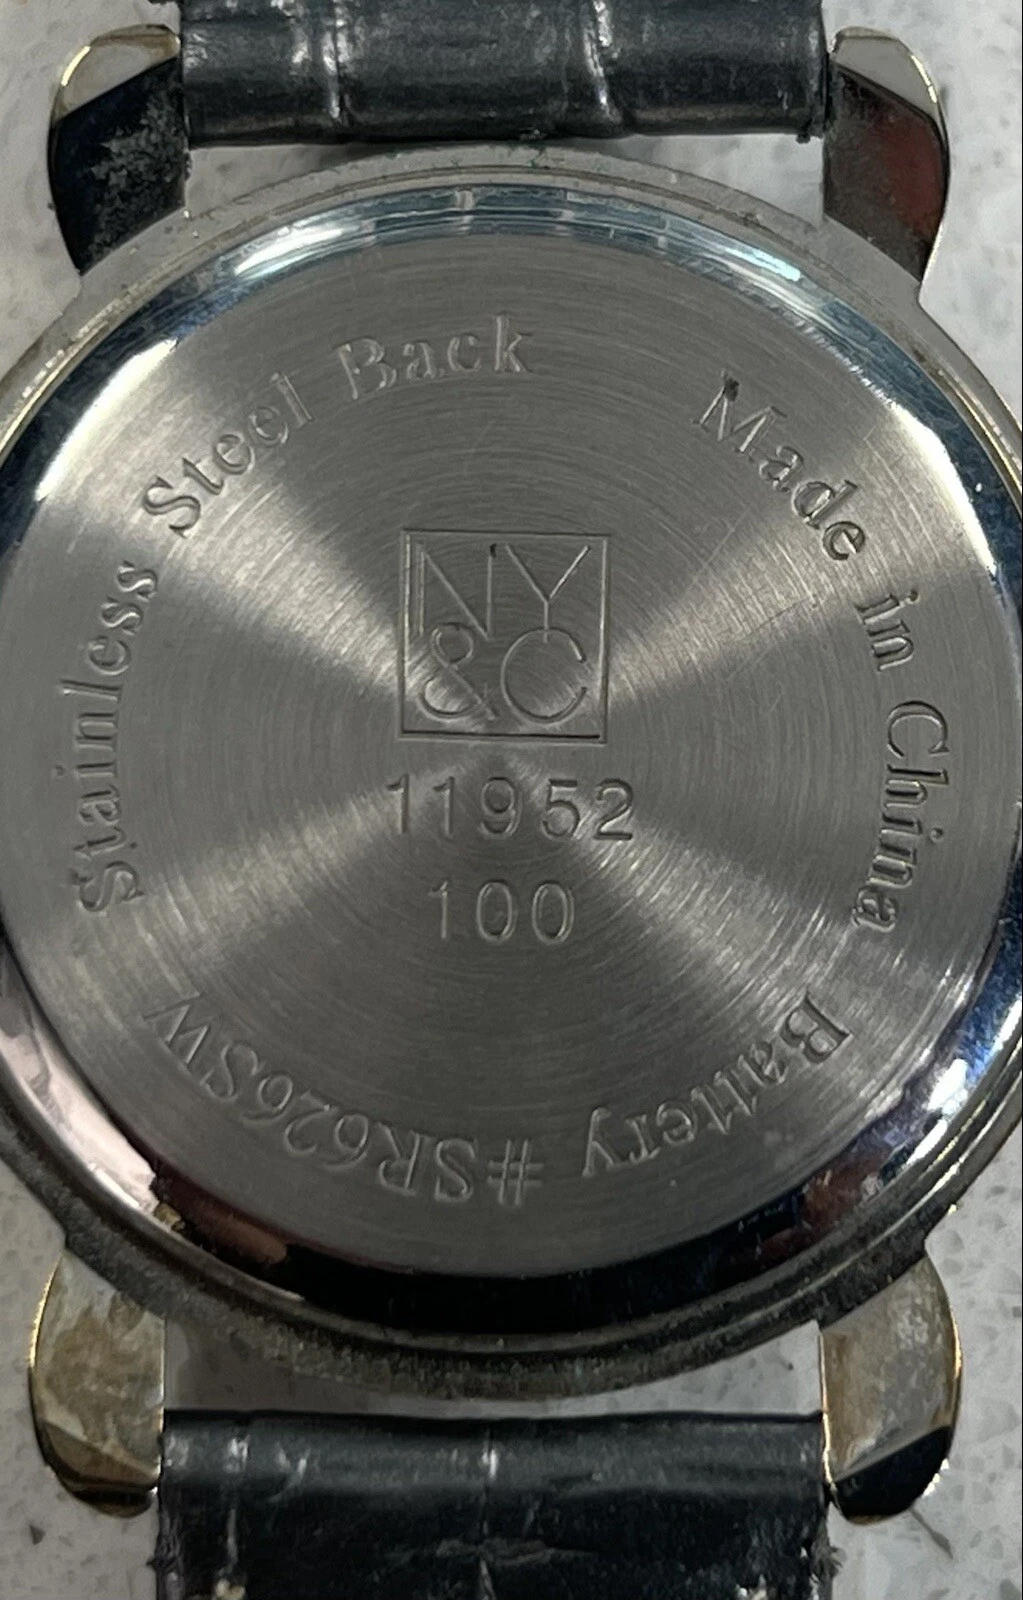 Stainless Steel Back
Made in China
NY
&C
11952
100
Battery #SR626SW